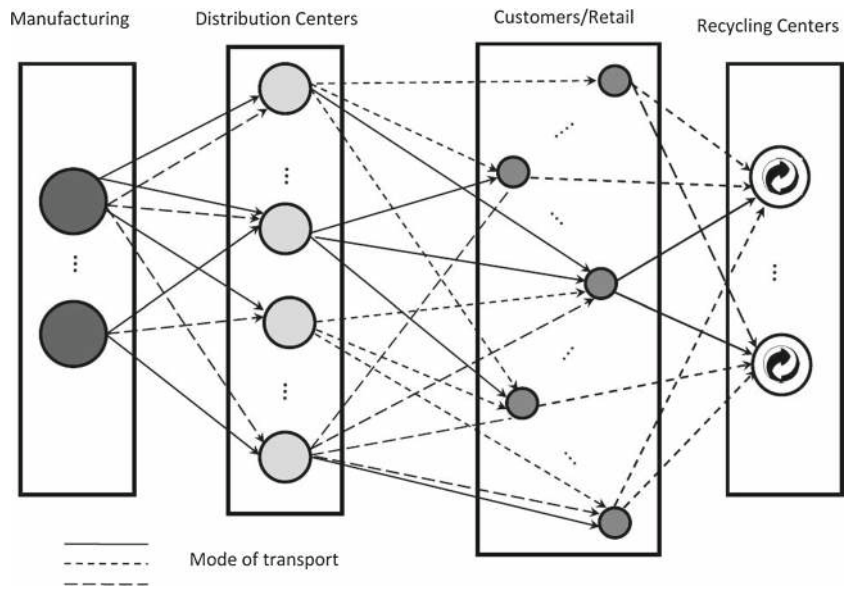 Manufacturing
Distribution Centers
Customers/Retail
Recycling Centers
Mode of transport